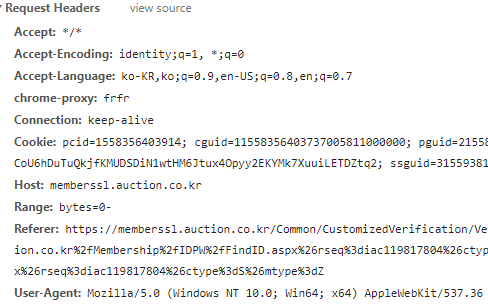 Request Headers view source
Accept: */*
Accept-Encoding: identity;q=1, *;q=0
Accept-Language: ko-KR,ko;q=0.9,en-US;q=0.8,en;q=0.7
chrome-proxy: frfr
Connection: keep-alive
Cookie: pcid=1558356403914; cguid=11558356403737005811000000; pguid=21558
CoU6hDuTuQkjfKMUDSDiN1wtHM6Jtux4Opyy2EKYMk7XuuiLETDZtq2; ssguid=31559381
Host: memberssl.auction.co.kr
Range: bytes=0-
Referer: https://memberssl.auction.co.kr/Common/CustomizedVerification/Ve
ion.co.kr%2fMembership%2fIDPW%2fFindID.aspx%26rseq%3diac119817804%26ctyp
x%26rseq%3diac119817804%26ctype%3dS%26mtype%3dZ
User-Agent: Mozilla/5.0 (Windows NT 10.0; Win64; x64) AppleWebKit/537.36